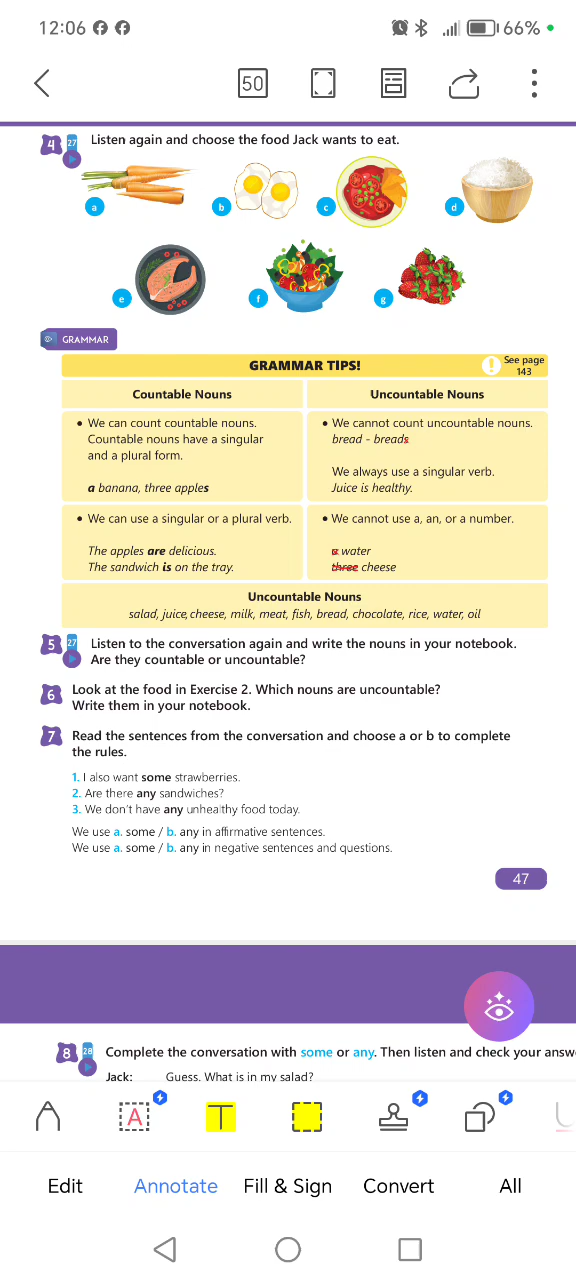 12:06
66%
50
4 27 Listen again and choose the food Jack wants to eat.
a
b
c
d
e
f
g
GRAMMAR
GRAMMAR TIPS!
! See page
143
Countable Nouns
Uncountable Nouns
• We can count countable nouns.
Countable nouns have a singular
and a plural form.
a banana, three apples
• We cannot count uncountable nouns.
bread - breads
We always use a singular verb.
Juice is healthy.
• We can use a singular or a plural verb.
The apples are delicious.
The sandwich is on the tray.
• We cannot use a, an, or a number.
a water
three cheese
Uncountable Nouns
salad, juice, cheese, milk, meat, fish, bread, chocolate, rice, water, oil
5 27 Listen to the conversation again and write the nouns in your notebook.
Are they countable or uncountable?
6 Look at the food in Exercise 2. Which nouns are uncountable?
Write them in your notebook.
7 Read the sentences from the conversation and choose a or b to complete
the rules.
1. I also want some strawberries.
2. Are there any sandwiches?
3. We don't have any unhealthy food today.
We use a. some / b. any in affirmative sentences.
We use a. some / b. any in negative sentences and questions.
47
8 28 Complete the conversation with some or any. Then listen and check your answ
Jack: Guess. What is in my salad?
A
T
Edit
Annotate
Fill & Sign
Convert
All